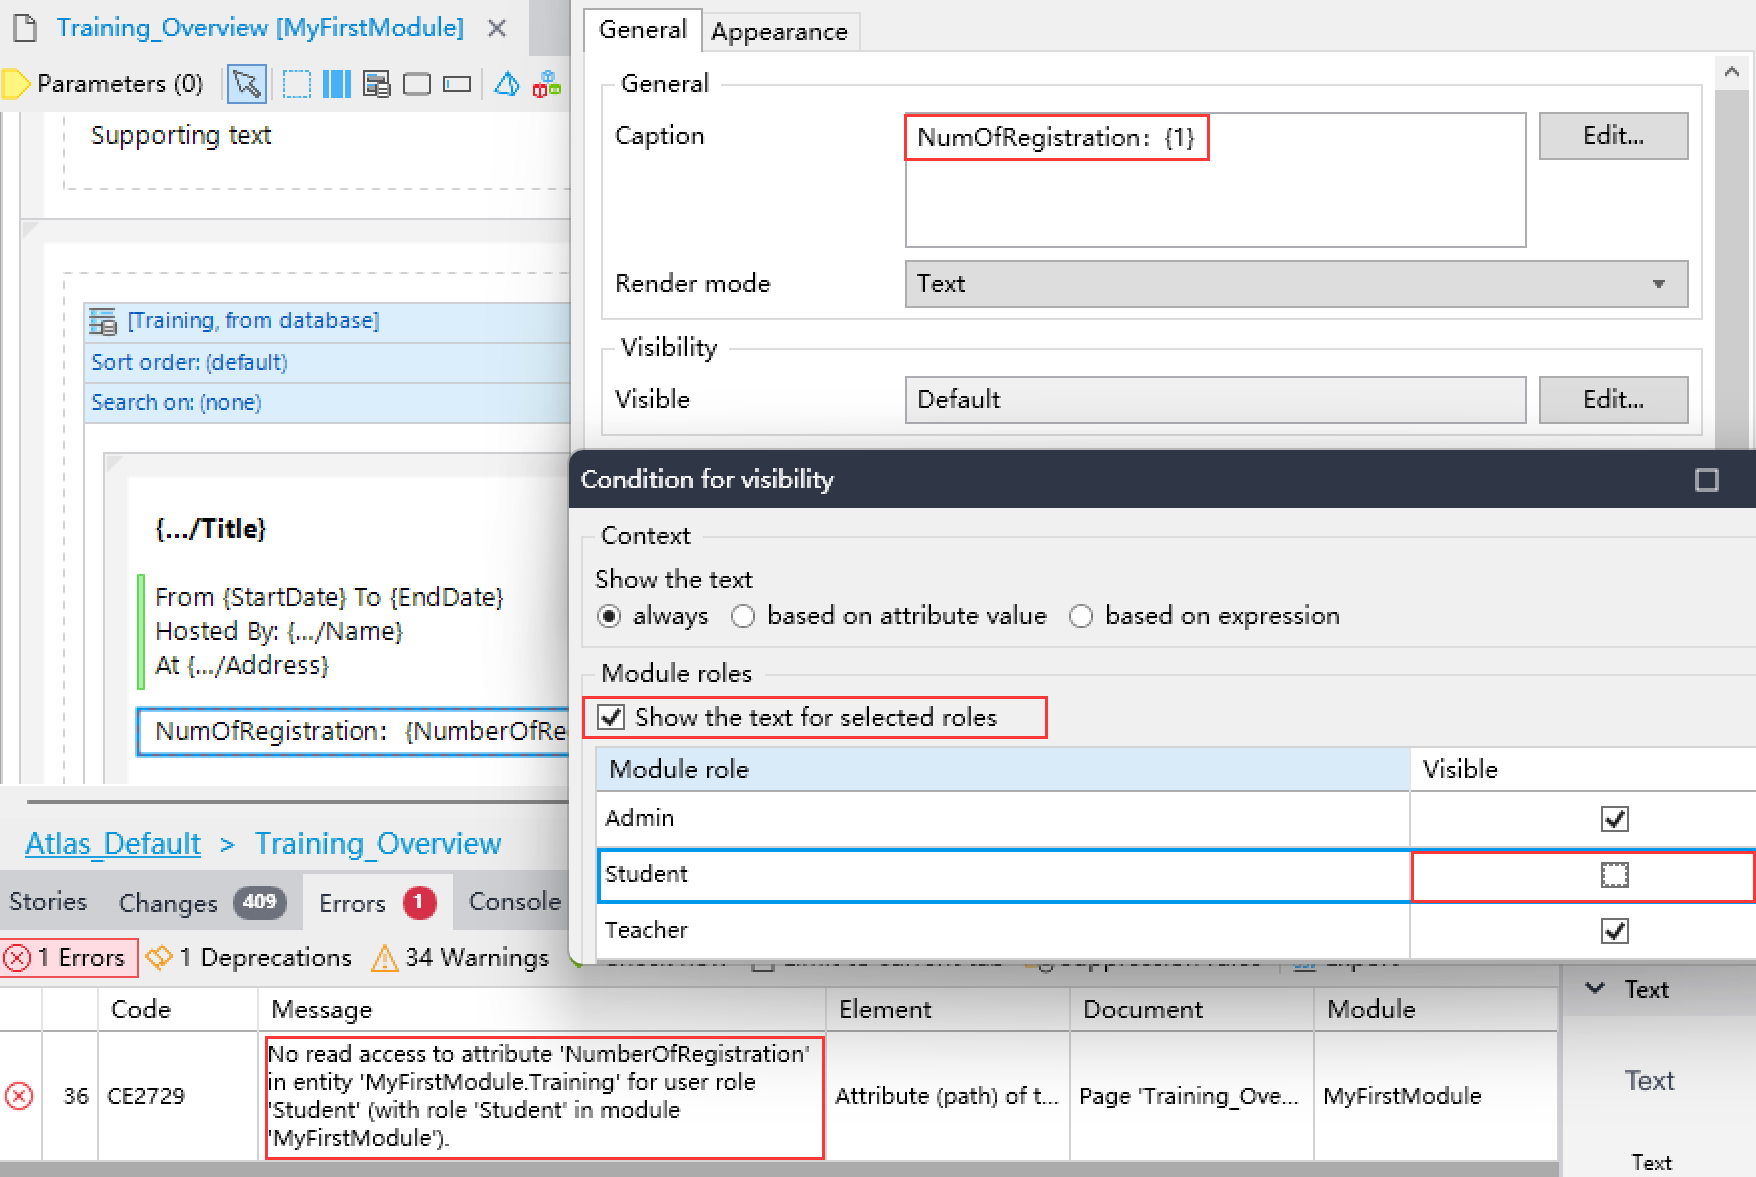 Training_Overview [MyFirstModule]
Parameters (0)
Supporting text
[Training, from database]
Sort order: (default)
Search on: (none)
{.../Title}
From {StartDate} To {EndDate}
Hosted By: {.../Name}
At {.../Address}
NumOfRegistration: {NumberOfRe
Atlas_Default > Training_Overview
General Appearance
General
Caption
NumOfRegistration: {1}
Edit...
Render mode
Text
Visibility
Visible
Default
Edit...
Condition for visibility
Context
Show the text
always based on attribute value based on expression
Module roles
Show the text for selected roles
Module role Visible
Admin
Student
Teacher
Stories Changes 409 Errors 1 Console
1 Errors 1 Deprecations 34 Warnings
Code Message Element Document Module
36 CE2729
No read access to attribute 'NumberOfRegistration'
in entity 'MyFirstModule.Training' for user role
'Student' (with role 'Student' in module
'MyFirstModule').
Attribute (path) of t... Page 'Training_Ove... MyFirstModule
Text
Text
Text